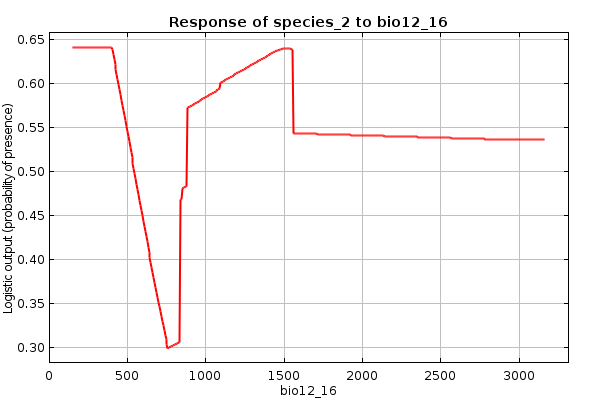 Response of species_2 to bio12_16
Logistic output (probability of presence)
0.65
0.60
0.55
0.50
0.45
0.40
0.35
0.30
0 500 1000 1500 2000 2500 3000
bio12_16